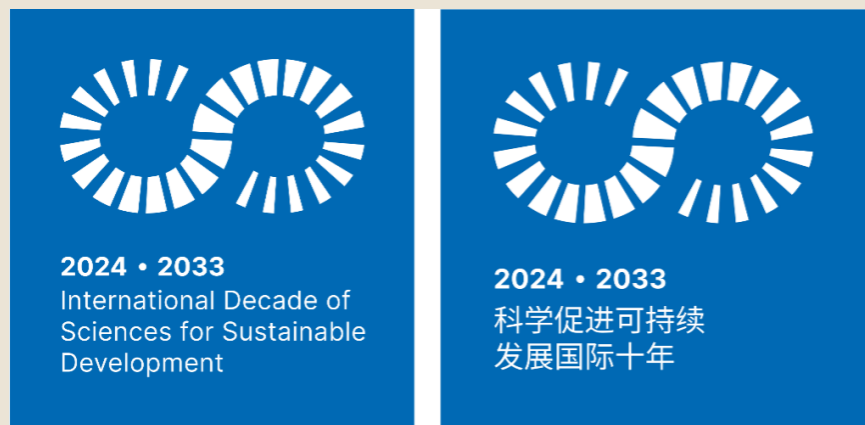 2024 • 2033
International Decade of
Sciences for Sustainable
Development
2024 • 2033
科学促进可持续
发展国际十年